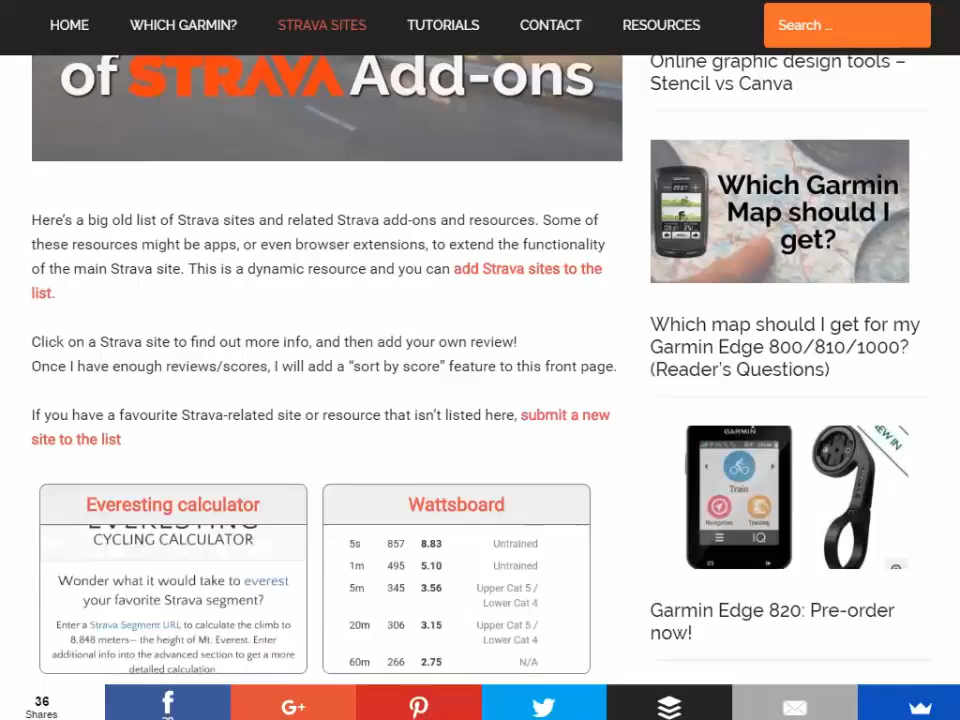 HOME WHICH GARMIN? STRAVA SITES TUTORIALS CONTACT RESOURCES Search ...
of STRAVA Add-ons
Here's a big old list of Strava sites and related Strava add-ons and resources. Some of
these resources might be apps, or even browser extensions, to extend the functionality
of the main Strava site. This is a dynamic resource and you can add Strava sites to the
list.
Click on a Strava site to find out more info, and then add your own review!
Once I have enough reviews/scores, I will add a "sort by score" feature to this front page.
If you have a favourite Strava-related site or resource that isn't listed here, submit a new
site to the list
Everesting calculator
EVERESTING
CYCLING CALCULATOR
Wonder what it would take to everest
your favorite Strava segment?
Enter a Strava Segment URL to calculate the climb to
8,848 meters— the height of Mt. Everest. Enter
additional info into the advanced section to get a more
detailed calculation
Wattsboard
5s 857 8.83 Untrained
1m 495 5.10 Untrained
5m 345 3.56 Upper Cat 5 /
Lower Cat 4
20m 306 3.15 Upper Cat 5 /
Lower Cat 4
60m 266 2.75 N/A
Online graphic design tools –
Stencil vs Canva
Which Garmin
Map should I
get?
Which map should I get for my
Garmin Edge 800/810/1000?
(Reader's Questions)
GARMIN
Train
Navigation
Training
IQ
NEW IN
Garmin Edge 820: Pre-order
now!
36
Shares
G+